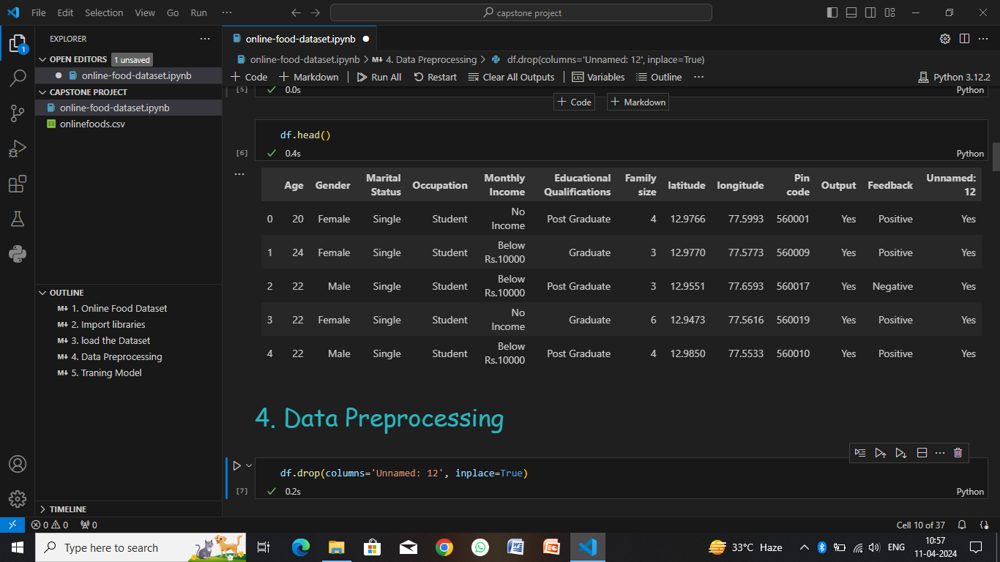 File Edit Selection View Go Run ···
capstone project
EXPLORER ···
OPEN EDITORS 1 unsaved
online-food-dataset.ipynb
CAPSTONE PROJECT
online-food-dataset.ipynb
onlinefoods.csv
OUTLINE
M↓ 1. Online Food Dataset
M↓ 2. Import libraries
M↓ 3. load the Dataset
M↓ 4. Data Preprocessing
M↓ 5. Traning Model
TIMELINE
online-food-dataset.ipynb
online-food-dataset.ipynb > M↓ 4. Data Preprocessing > df.drop(columns='Unnamed: 12', inplace=True)
+ Code + Markdown Run All Restart Clear All Outputs Variables Outline ··· Python 3.12.2
[5] 0.0s Python
+ Code + Markdown
df.head()
[6] 0.4s Python
Age Gender Marital Status Occupation Monthly Income Educational Qualifications Family size latitude longitude Pin code Output Feedback Unnamed: 12
0 20 Female Single Student No Income Post Graduate 4 12.9766 77.5993 560001 Yes Positive Yes
1 24 Female Single Student Below Rs.10000 Graduate 3 12.9770 77.5773 560009 Yes Positive Yes
2 22 Male Single Student Below Rs.10000 Post Graduate 3 12.9551 77.6593 560017 Yes Negative Yes
3 22 Female Single Student No Income Graduate 6 12.9473 77.5616 560019 Yes Positive Yes
4 22 Male Single Student Below Rs.10000 Post Graduate 4 12.9850 77.5533 560010 Yes Positive Yes
4. Data Preprocessing
df.drop(columns='Unnamed: 12', inplace=True)
[7] 0.2s Python
0 0 0 Cell 10 of 37
Type here to search
33°C Haze ENG
10:57
11-04-2024